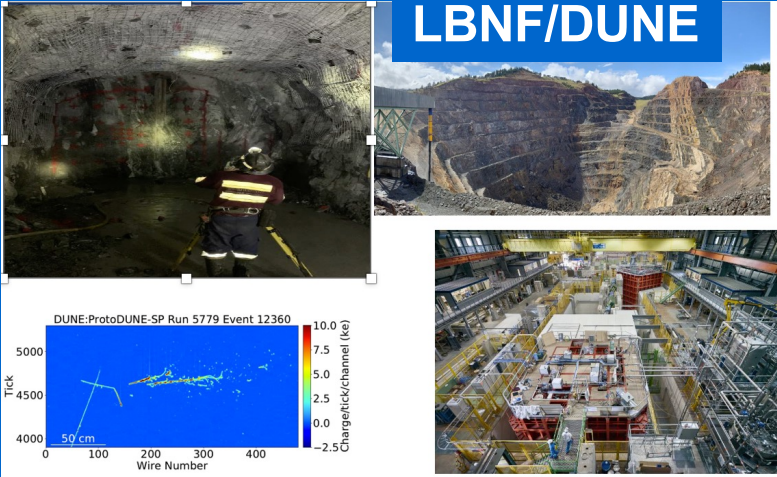 LBNF/DUNE
DUNE:ProtoDUNE-SP Run 5779 Event 12360
5000
4500
4000
Tick
50 cm
0 100 200 300 400
Wire Number
10.0
7.5
5.0
2.5
0.0
−2.5
Charge/tick/channel (ke)